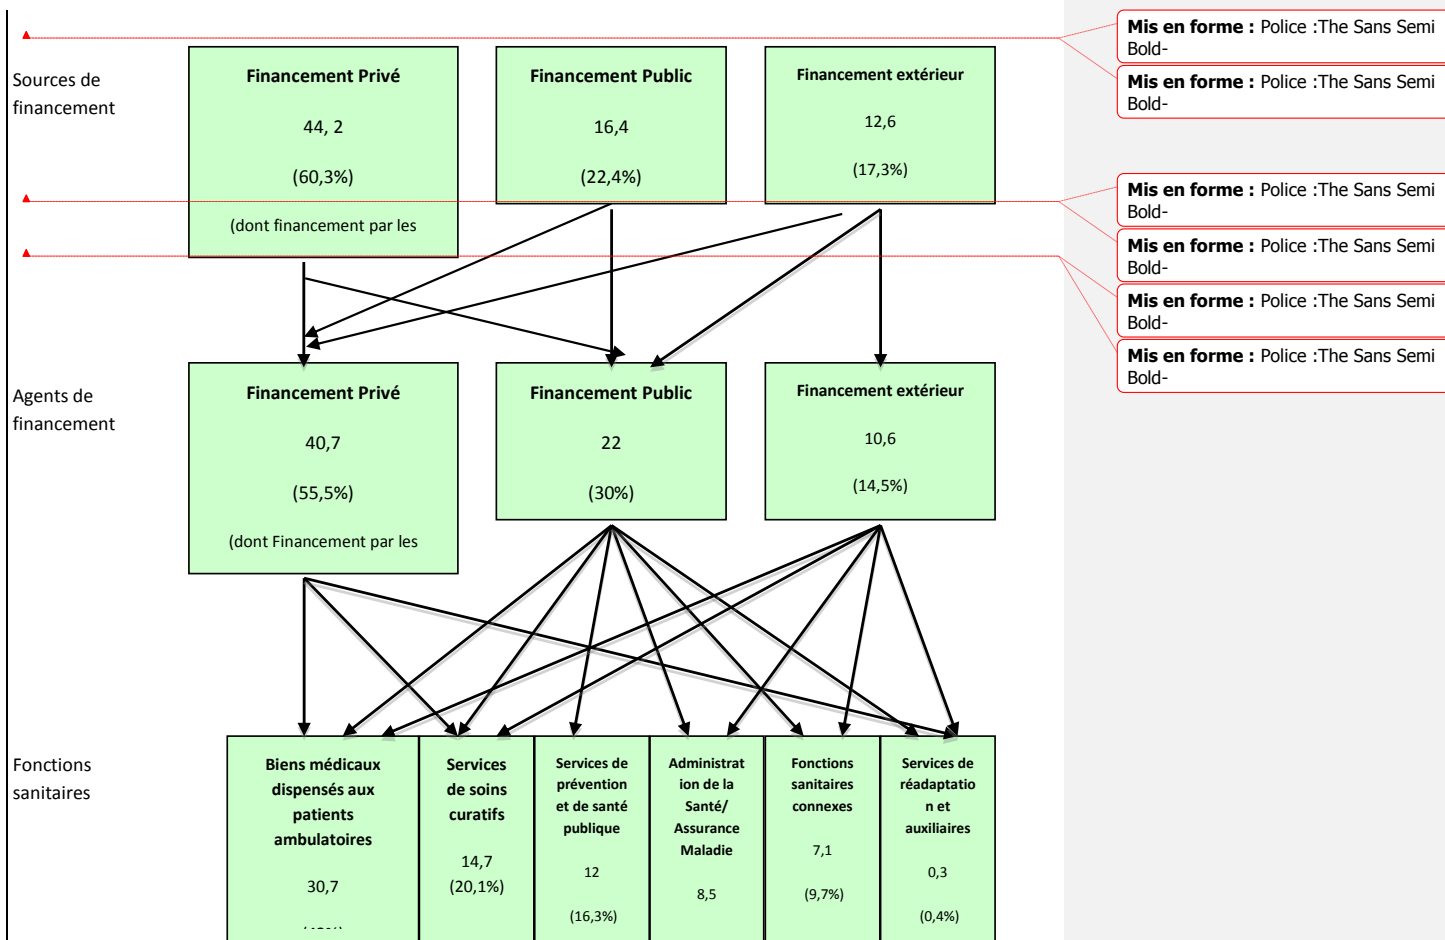 Sources de
financement
Financement Privé
44, 2
(60,3%)
(dont financement par les
Financement Public
16,4
(22,4%)
Financement extérieur
12,6
(17,3%)
Agents de
financement
Financement Privé
40,7
(55,5%)
(dont Financement par les
Financement Public
22
(30%)
Financement extérieur
10,6
(14,5%)
Fonctions
sanitaires
Biens médicaux
dispensés aux
patients
ambulatoires
30,7
Services
de soins
curatifs
14,7
(20,1%)
Services de
prévention
et de santé
publique
12
(16,3%)
Administrat
ion de la
Santé/
Assurance
Maladie
8,5
Fonctions
sanitaires
connexes
7,1
(9,7%)
Services de
réadaptatio
n et
auxiliaires
0,3
(0,4%)
Mis en forme : Police :The Sans Semi
Bold-
Mis en forme : Police :The Sans Semi
Bold-
Mis en forme : Police :The Sans Semi
Bold-
Mis en forme : Police :The Sans Semi
Bold-
Mis en forme : Police :The Sans Semi
Bold-
Mis en forme : Police :The Sans Semi
Bold-